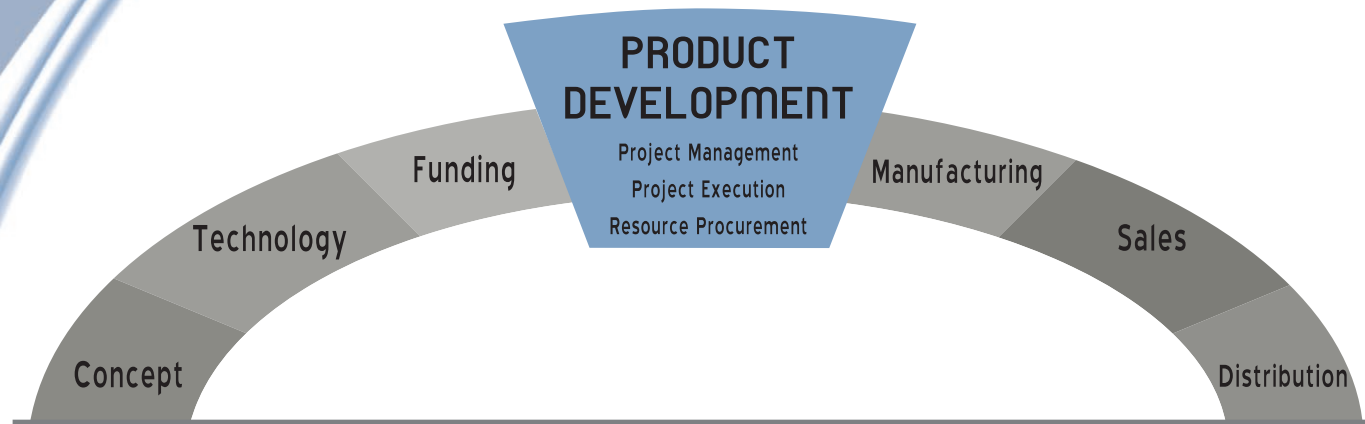 PRODUCT
DEVELOPMENT
Project Management
Project Execution
Resource Procurement
Funding
Manufacturing
Technology
Sales
Concept
Distribution